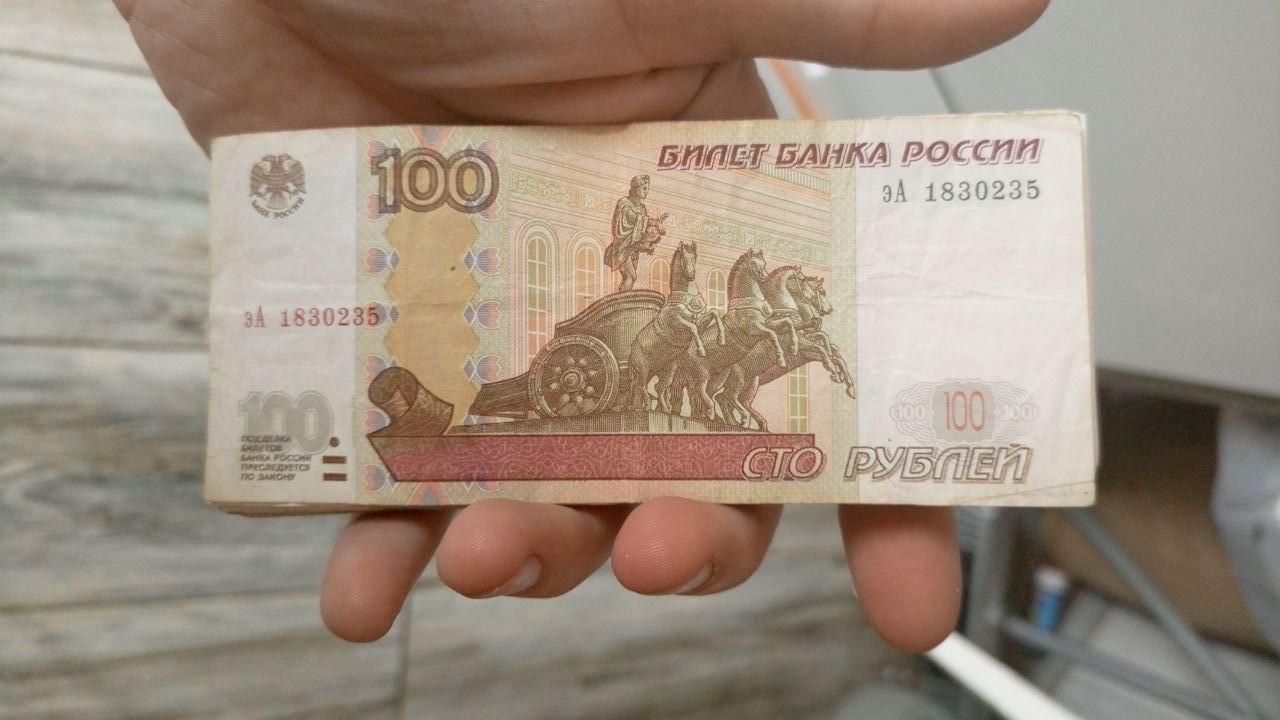 100
БИЛЕТ БАНКА РОССИИ
эА 1830235
БАНК РОССИИ
эА 1830235
100
ПОДДЕЛКА
БИЛЕТОВ
БАНКА РОССИИ
ПРЕСЛЕДУЕТСЯ
ПО ЗАКОНУ
100 100 100
СТО РУБЛЕЙ